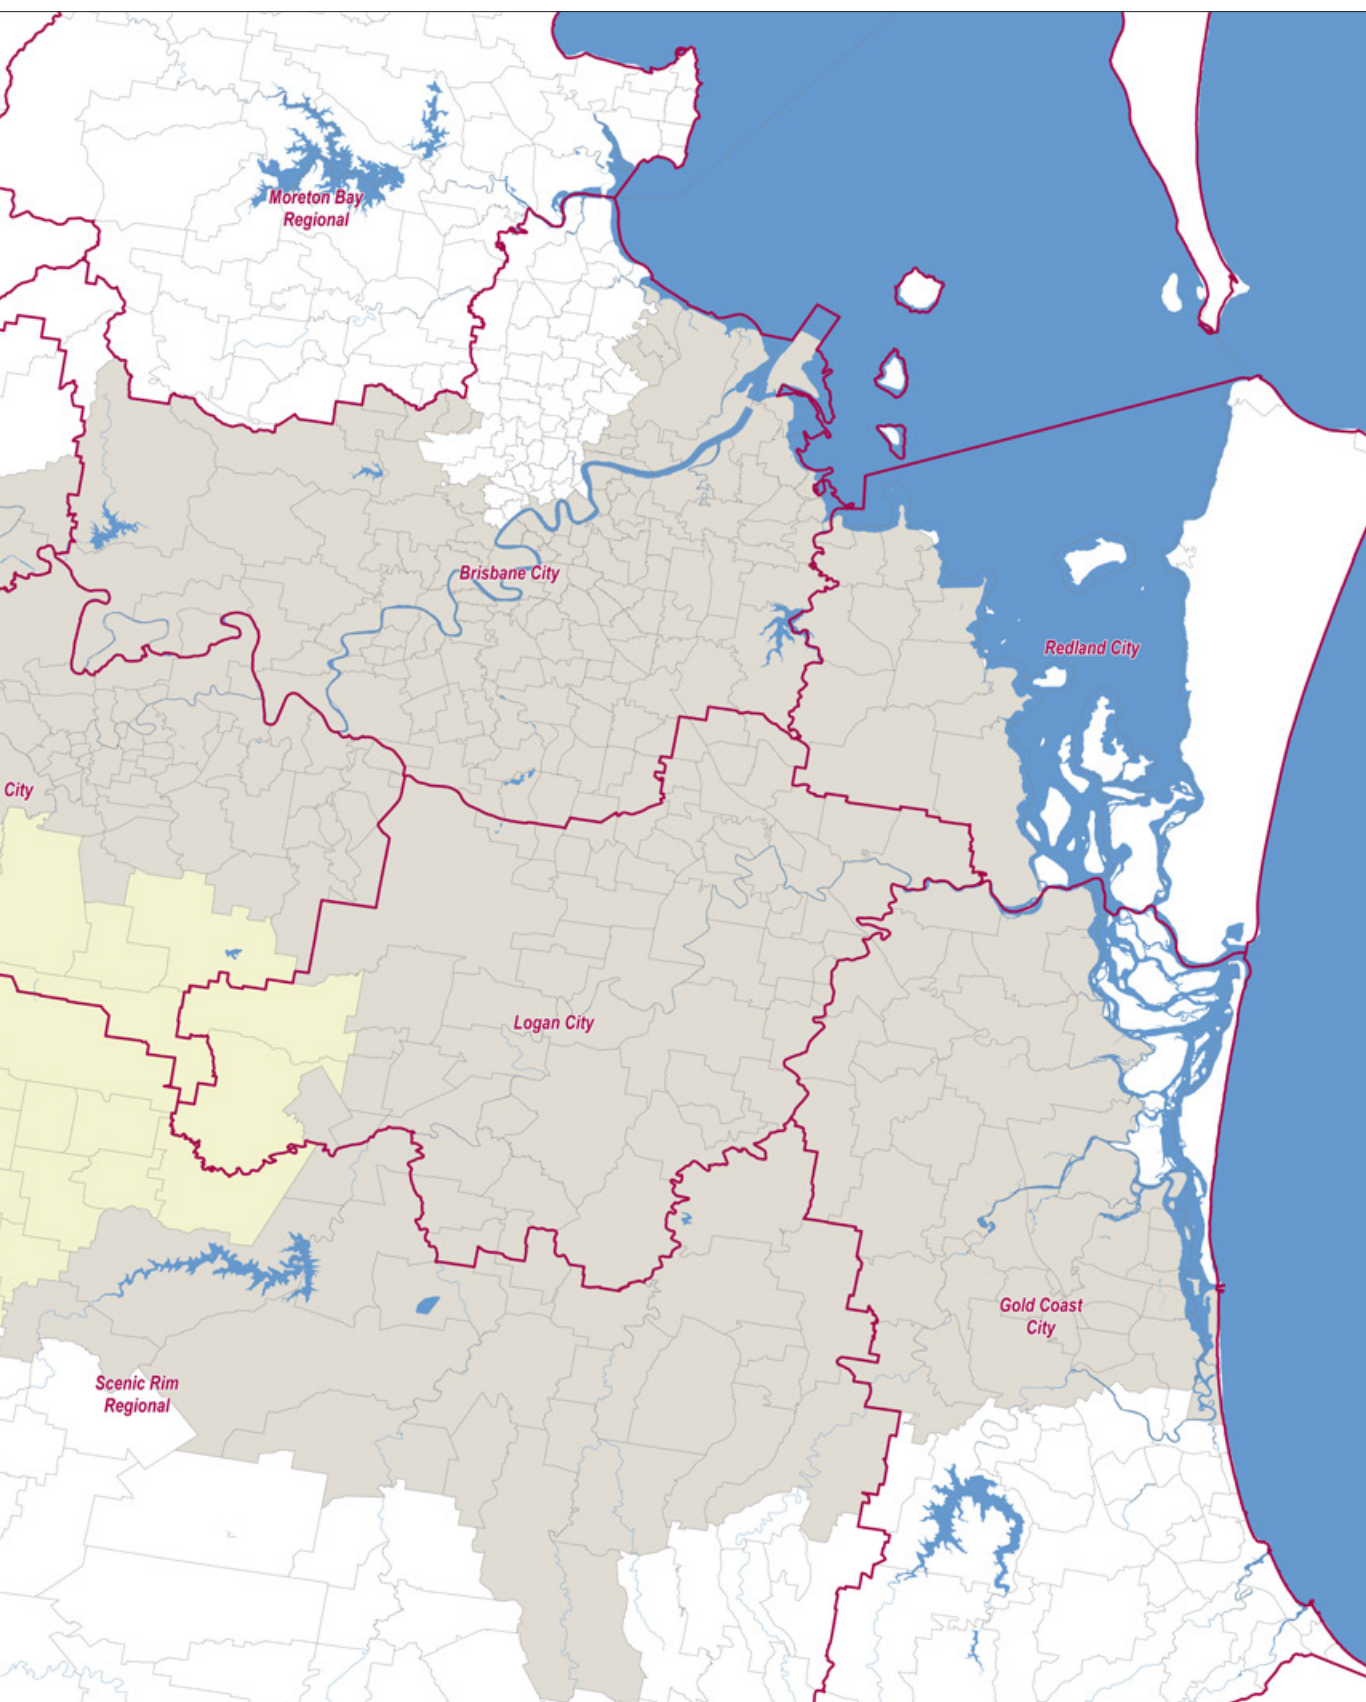 Moreton Bay
Regional
Brisbane City
Redland City
City
Logan City
Gold Coast
City
Scenic Rim
Regional